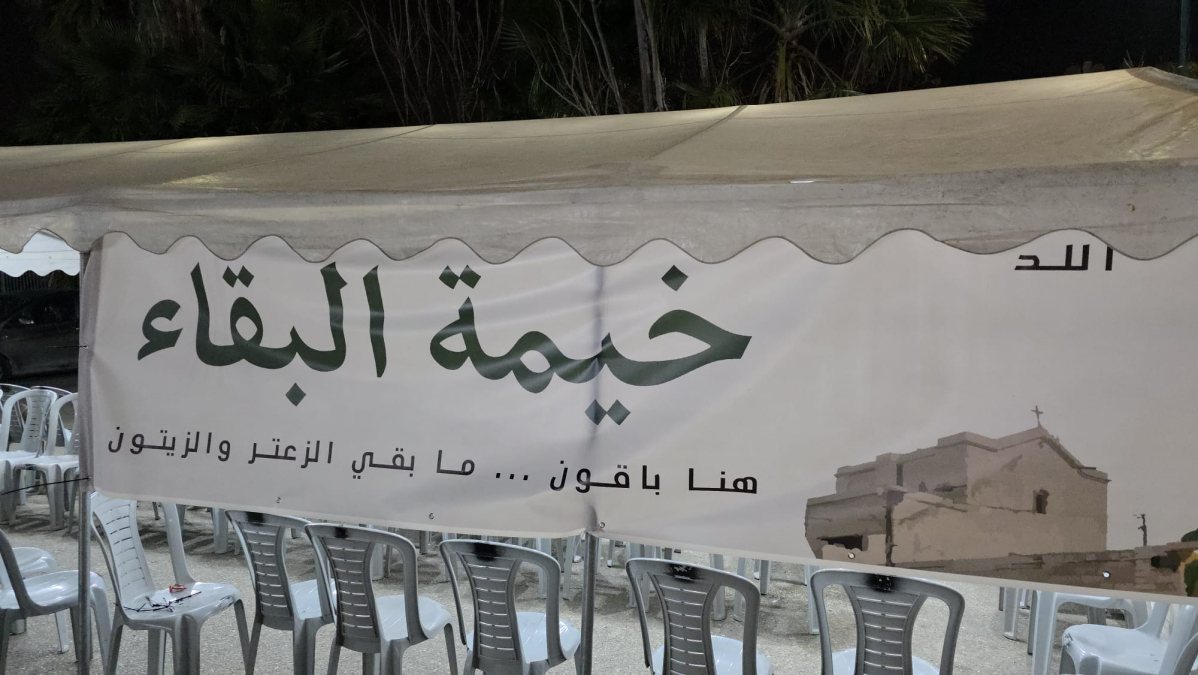 اللد
خيمة البقاء
هنا باقون ... ما بقي الزعتر والزيتون